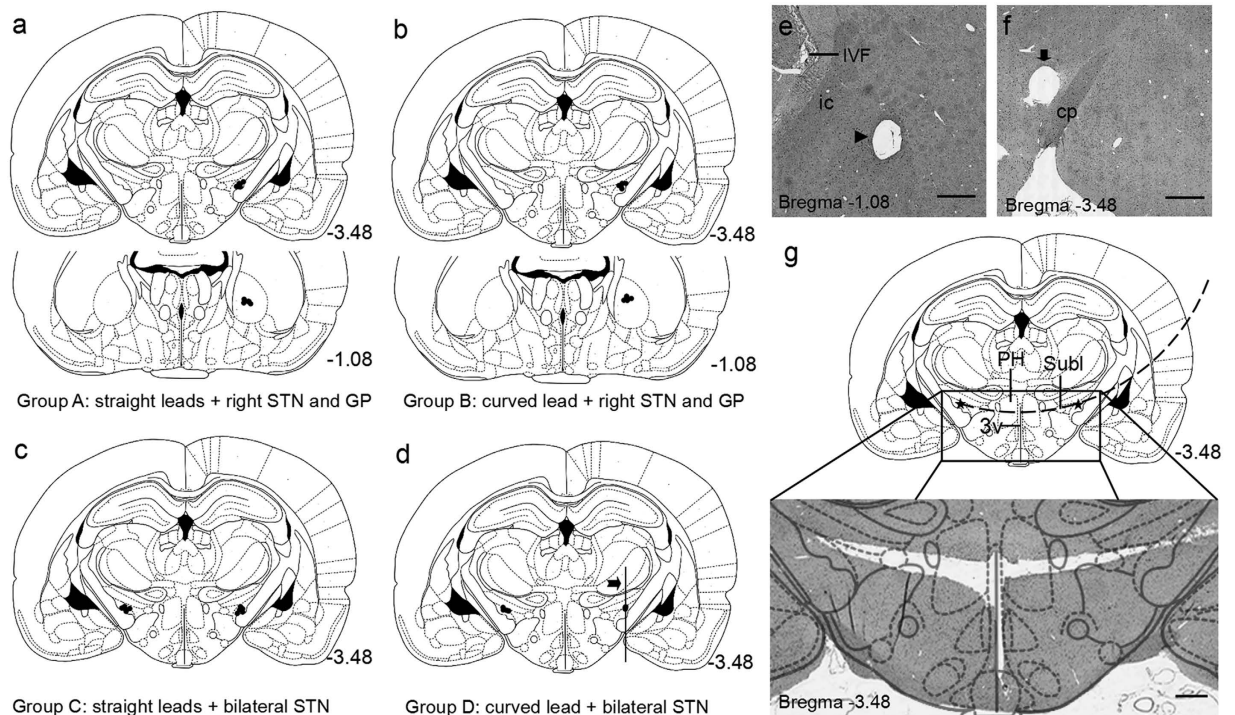 a
-3.48
-1.08
Group A: straight leads + right STN and GP
b
-3.48
-1.08
Group B: curved lead + right STN and GP
c
-3.48
Group C: straight leads + bilateral STN
d
-3.48
Group D: curved lead + bilateral STN
e
IVF
ic
Bregma -1.08
f
cp
Bregma -3.48
g
PH SubI
3v
-3.48
Bregma -3.48